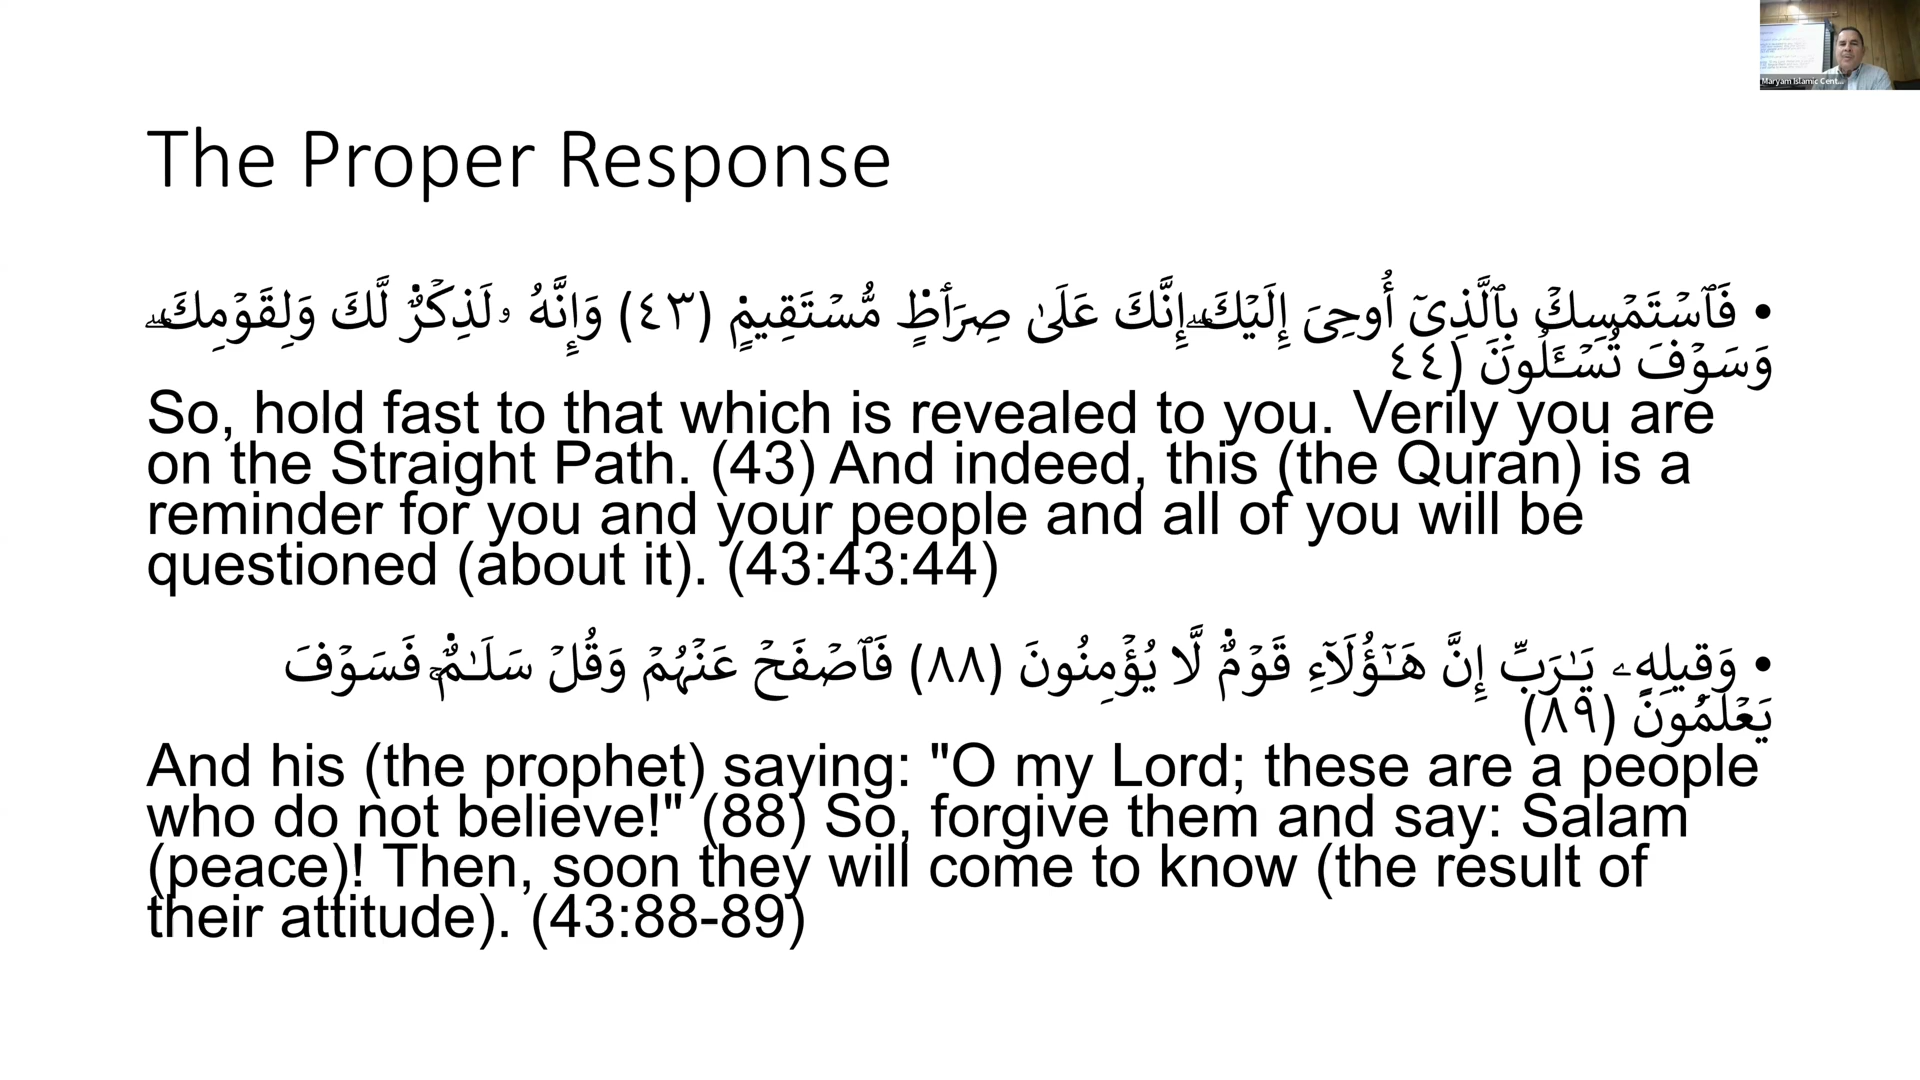 Maryam Islamic Cent...
The Proper Response
• فَٱسْتَمْسِكْ بِٱلَّذِىٓ أُوحِىَ إِلَيْكَ ۖ إِنَّكَ عَلَىٰ صِرَٰطٍ مُّسْتَقِيمٍ (٤٣) وَإِنَّهُۥ لَذِكْرٌ لَّكَ وَلِقَوْمِكَ ۖ
وَسَوْفَ تُسْـَٔلُونَ (٤٤
So, hold fast to that which is revealed to you. Verily you are
on the Straight Path. (43) And indeed, this (the Quran) is a
reminder for you and your people and all of you will be
questioned (about it). (43:43:44)
• وَقِيلِهِۦ يَـٰرَبِّ إِنَّ هَـٰٓؤُلَآءِ قَوْمٌ لَّا يُؤْمِنُونَ (٨٨) فَٱصْفَحْ عَنْهُمْ وَقُلْ سَلَـٰمٌ ۚ فَسَوْفَ
يَعْلَمُونَ (٨٩)
And his (the prophet) saying: "O my Lord; these are a people
who do not believe!" (88) So, forgive them and say: Salam
(peace)! Then, soon they will come to know (the result of
their attitude). (43:88-89)